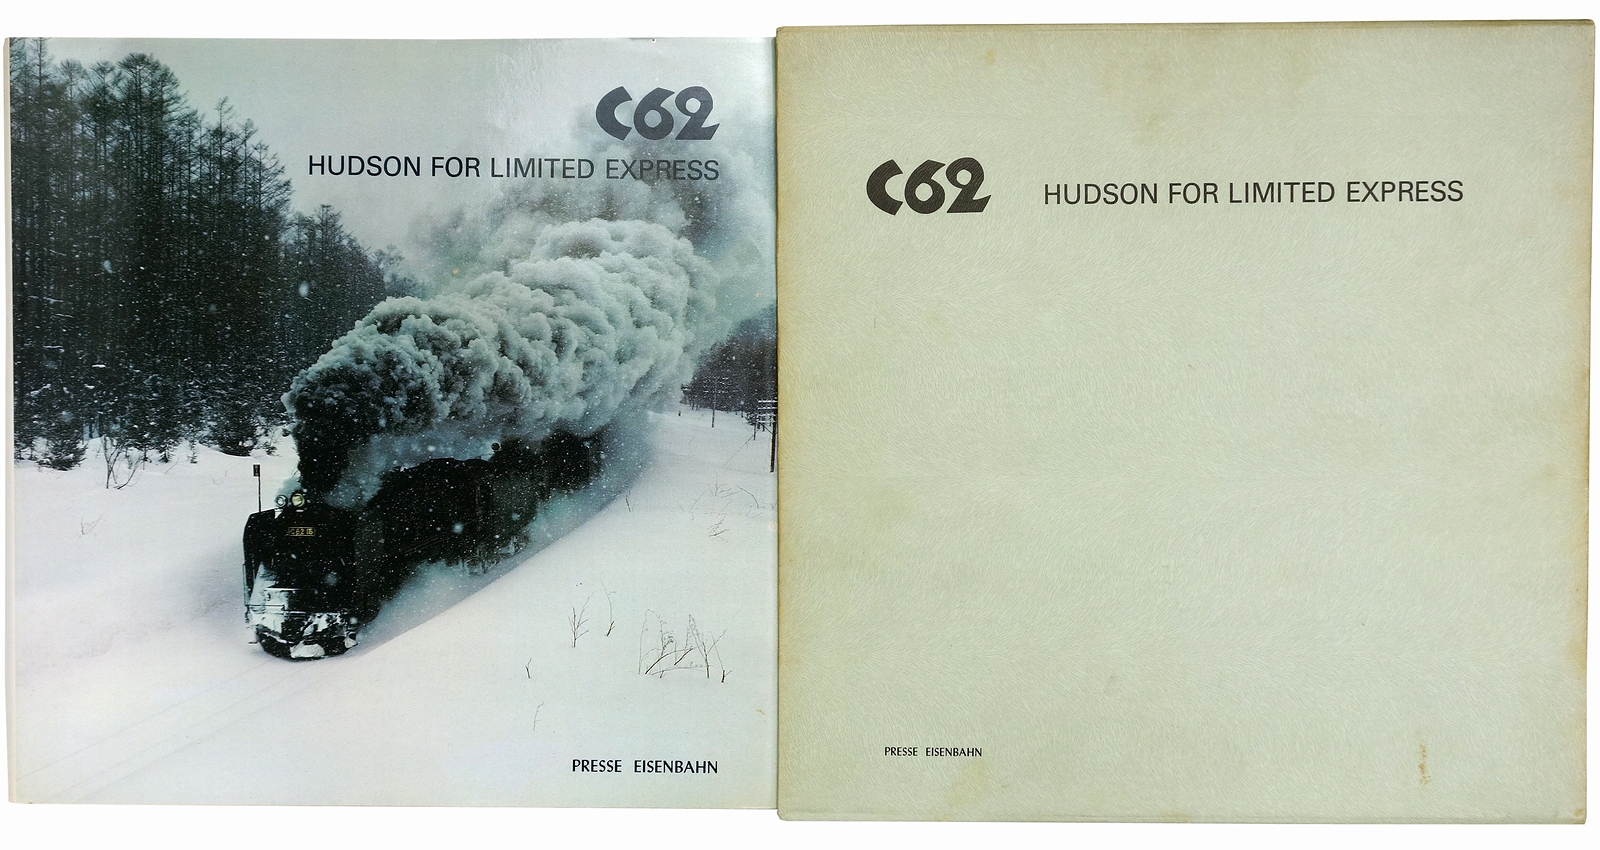 C62
HUDSON FOR LIMITED EXPRESS
PRESSE EISENBAHN
C62 HUDSON FOR LIMITED EXPRESS
PRESSE EISENBAHN